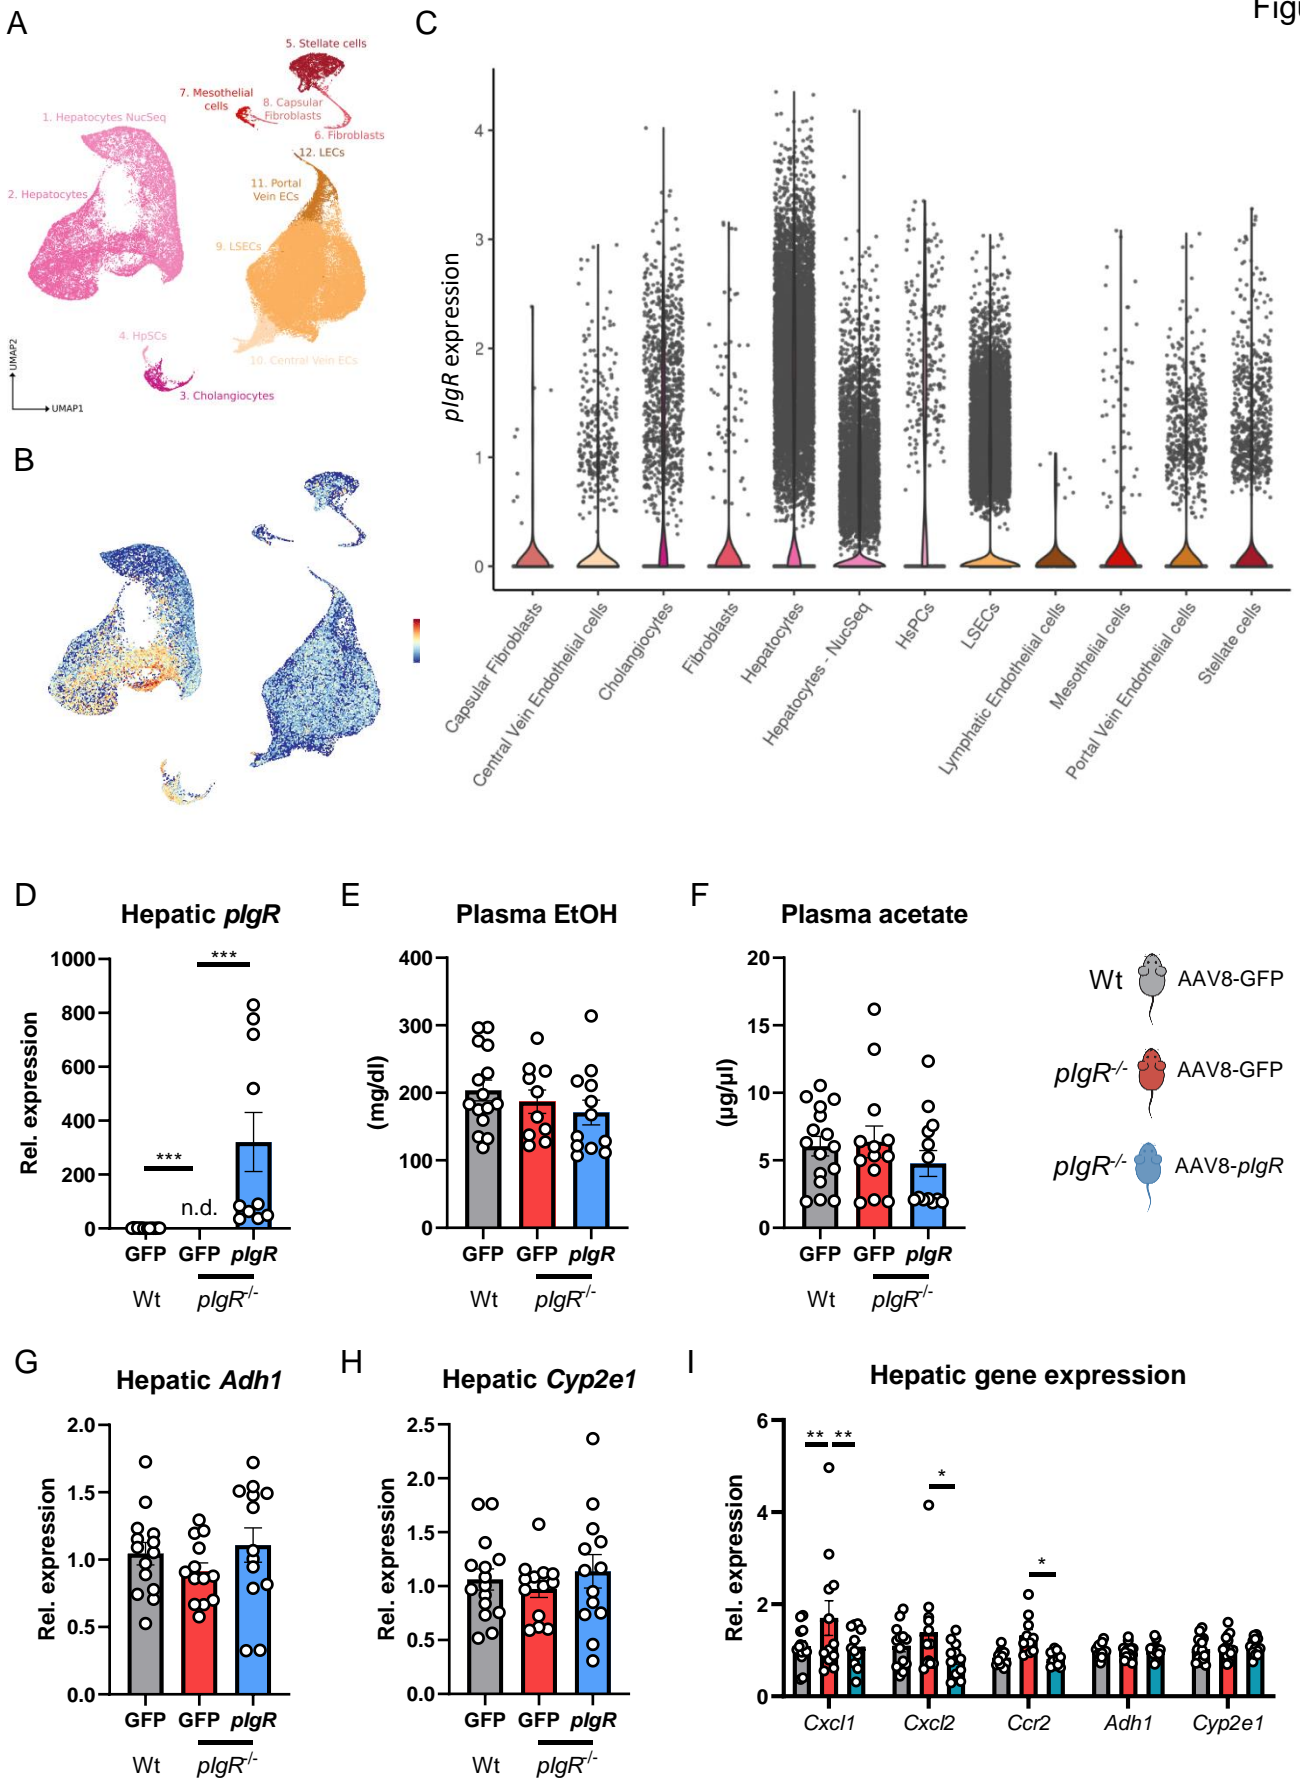 Figu
A
5. Stellate cells
7. Mesothelial
cells
8. Capsular
Fibroblasts
6. Fibroblasts
1. Hepatocytes NucSeq
12. LECs
11. Portal
Vein ECs
2. Hepatocytes
9. LSECs
4. HpSCs
10. Central Vein ECs
3. Cholangiocytes
UMAP2
UMAP1
B
C
pIgR expression
4
3
2
1
0
Capsular Fibroblasts
Central Vein Endothelial cells
Cholangiocytes
Fibroblasts
Hepatocytes
Hepatocytes - NucSeq
HsPCs
LSECs
Lymphatic Endothelial cells
Mesothelial cells
Portal Vein Endothelial cells
Stellate cells
D
Hepatic pIgR
Rel. expression
1000
800
600
400
200
0
***
***
n.d.
GFP GFP pIgR
Wt pIgR-/-
E
Plasma EtOH
(mg/dl)
400
300
200
100
0
GFP GFP pIgR
Wt pIgR-/-
F
Plasma acetate
(µg/µl)
20
15
10
5
0
GFP GFP pIgR
Wt pIgR-/-
Wt AAV8-GFP
pIgR-/- AAV8-GFP
pIgR-/- AAV8-pIgR
G
Hepatic Adh1
Rel. expression
2.0
1.5
1.0
0.5
0.0
GFP GFP pIgR
Wt pIgR-/-
H
Hepatic Cyp2e1
Rel. expression
2.5
2.0
1.5
1.0
0.5
0.0
GFP GFP pIgR
Wt pIgR-/-
I
Hepatic gene expression
Rel. expression
6
4
2
0
** **
*
*
Cxcl1 Cxcl2 Ccr2 Adh1 Cyp2e1